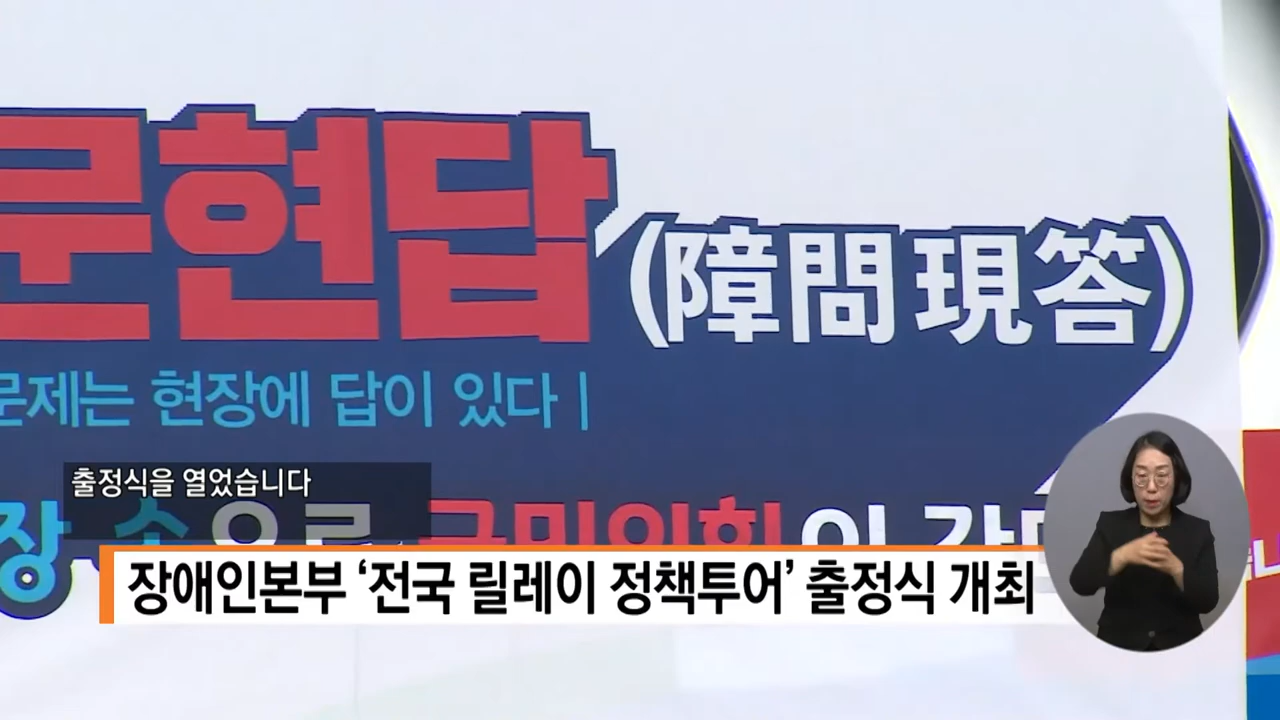 문현답
(障問現答)
문제는 현장에 답이 있다 |
출정식을 열었습니다
장애인본부 ‘전국 릴레이 정책투어’ 출정식 개최